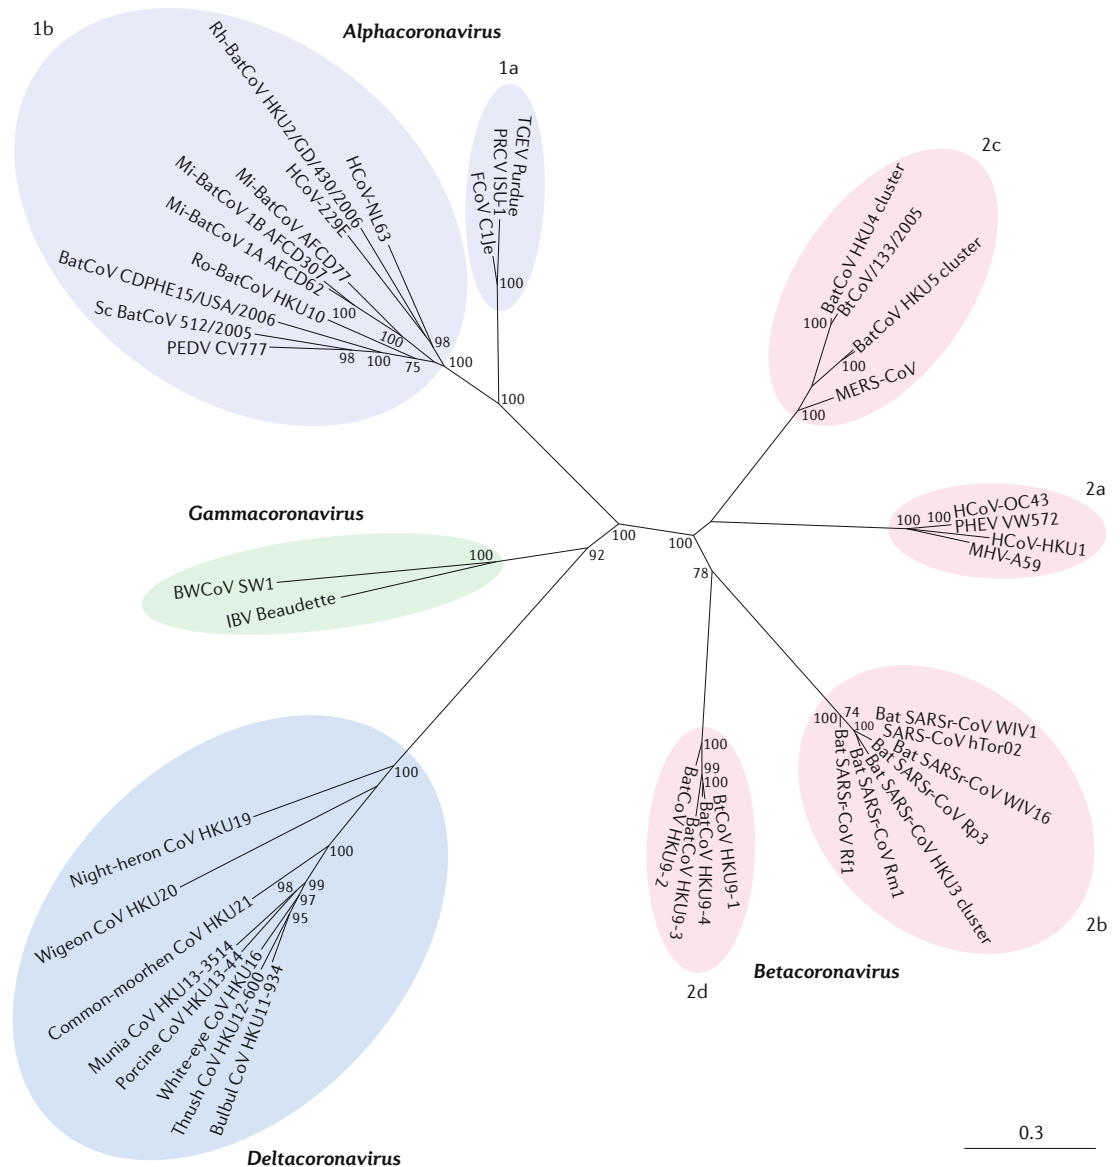 1b
Alphacoronavirus
1a
Rh-BatCoV HKU2/GD/430/2006
HCoV-NL63
HCoV-229E
Mi-BatCoV AFCD77
Mi-BatCoV 1B AFCD307
Mi-BatCoV 1A AFCD62
Ro-BatCoV HKU10
BatCoV CDPHE15/USA/2006
Sc BatCoV 512/2005
PEDV CV777
100
100
98
98
100
75
100
TGEV Purdue
PRCV ISU-1
FCoV C1Je
100
100
2c
BatCoV HKU4 cluster
BtCoV/133/2005
BatCoV HKU5 cluster
MERS-CoV
100
100
100
2a
HCoV-OC43
PHEV VW572
HCoV-HKU1
MHV-A59
100
100
Gammacoronavirus
100
BWCoV SW1
IBV Beaudette
100
92
100
78
Bat SARSr-CoV WIV1
SARS-CoV hTor02
Bat SARSr-CoV WIV16
Bat SARSr-CoV Rp3
Bat SARSr-CoV HKU3 cluster
Bat SARSr-CoV Rm1
Bat SARSr-CoV Rf1
100
74
100
2b
100
99
100
BtCoV HKU9-1
BatCoV HKU9-4
BatCoV HKU9-3
BatCoV HKU9-2
2d
Betacoronavirus
100
Night-heron CoV HKU19
Wigeon CoV HKU20
100
Common-moorhen CoV HKU21
98
99
97
95
Munia CoV HKU13-3514
Porcine CoV HKU13-44
White-eye CoV HKU16
Thrush CoV HKU12-600
Bulbul CoV HKU11-934
Deltacoronavirus
0.3